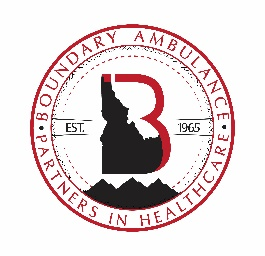 BOUNDARY AMBULANCE
B
EST. 1965
PARTNERS IN HEALTHCARE